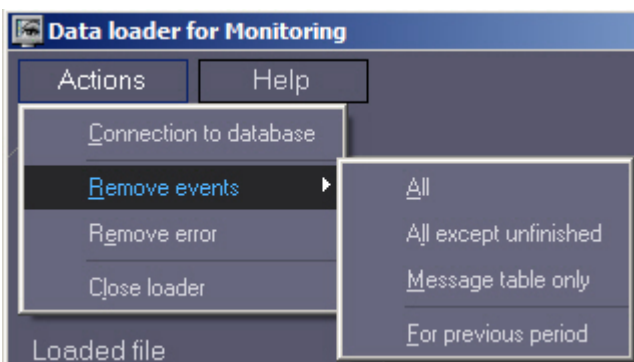 Data loader for Monitoring
Actions Help
Connection to database
Remove events
Remove error
Close loader
All
All except unfinished
Message table only
For previous period
Loaded file